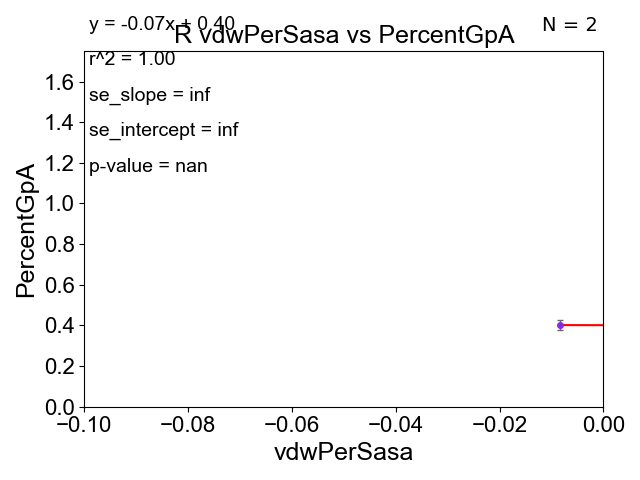 y = -0.07x + 0.40
N = 2
R vdwPerSasa vs PercentGpA
r^2 = 1.00
se_slope = inf
se_intercept = inf
p-value = nan
PercentGpA
1.6
1.4
1.2
1.0
0.8
0.6
0.4
0.2
0.0
−0.10 −0.08 −0.06 −0.04 −0.02 0.00
vdwPerSasa